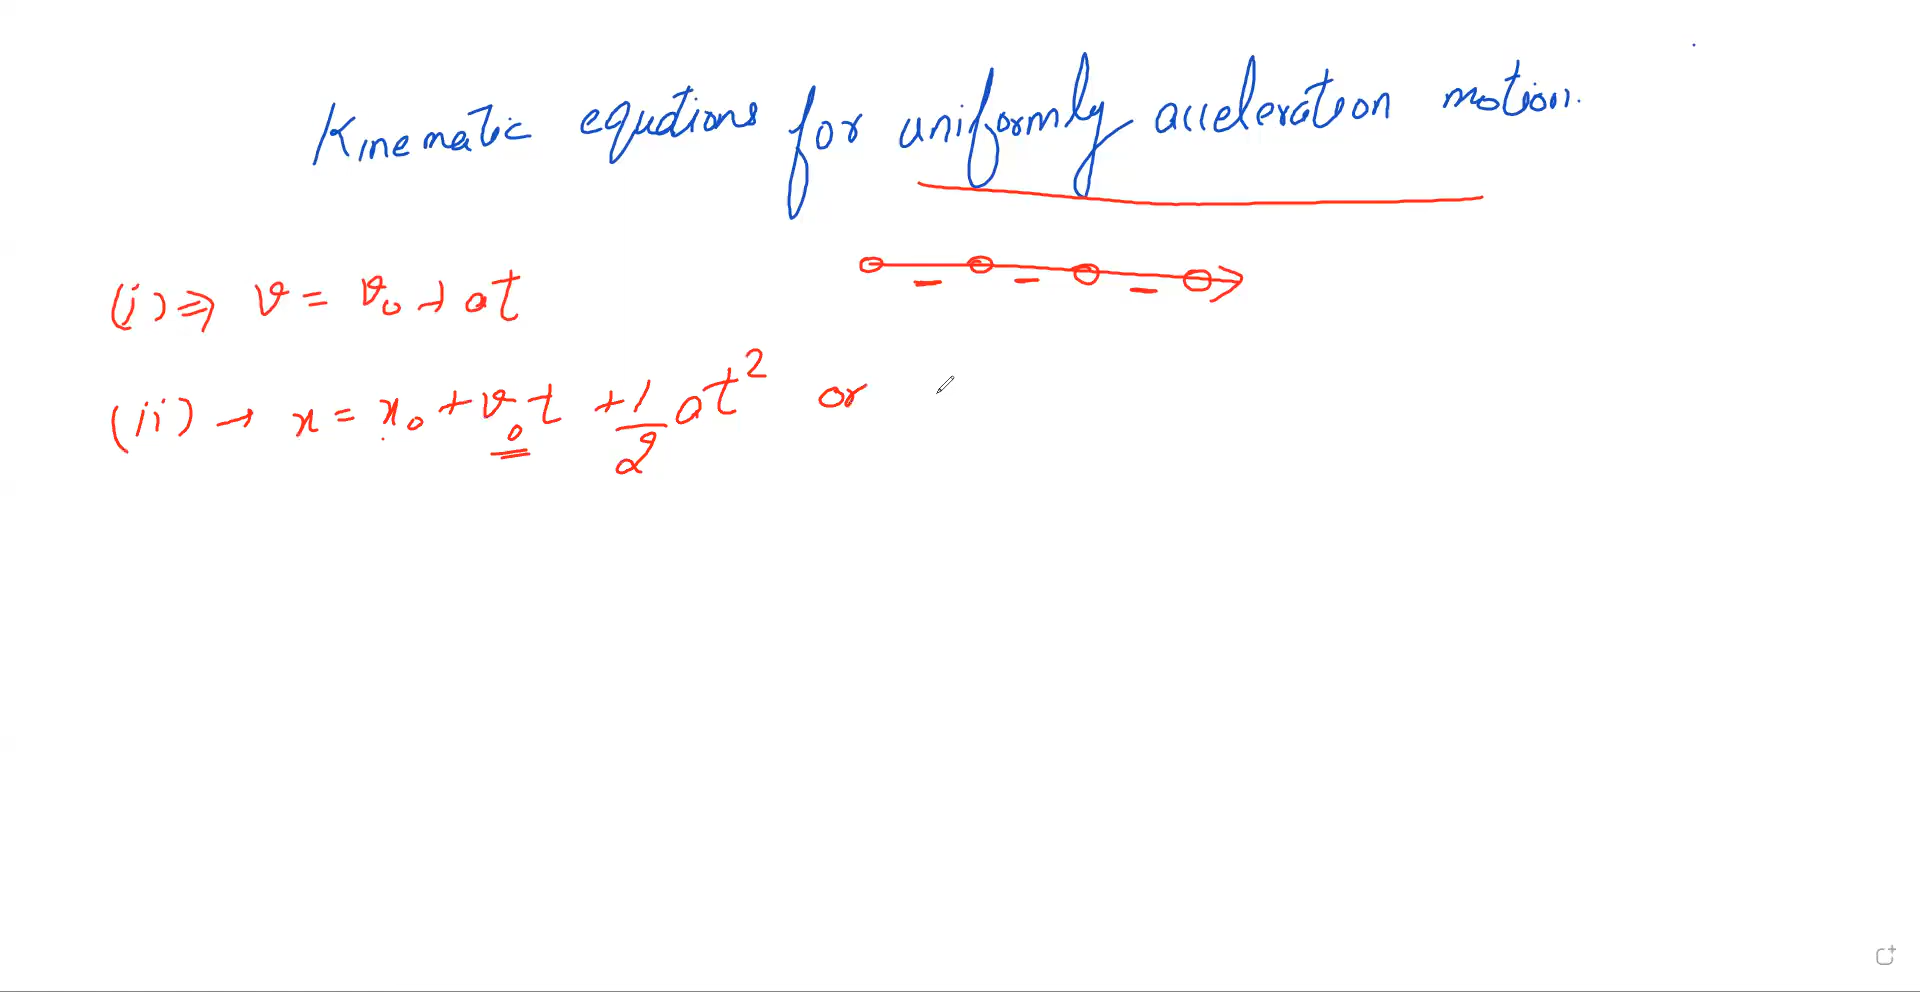 Kinematic equations for uniformly acceleration motion.
(i) ⇒ v = v₀ + at
(ii) → x = x₀ + v₀t + 1/2 at² or